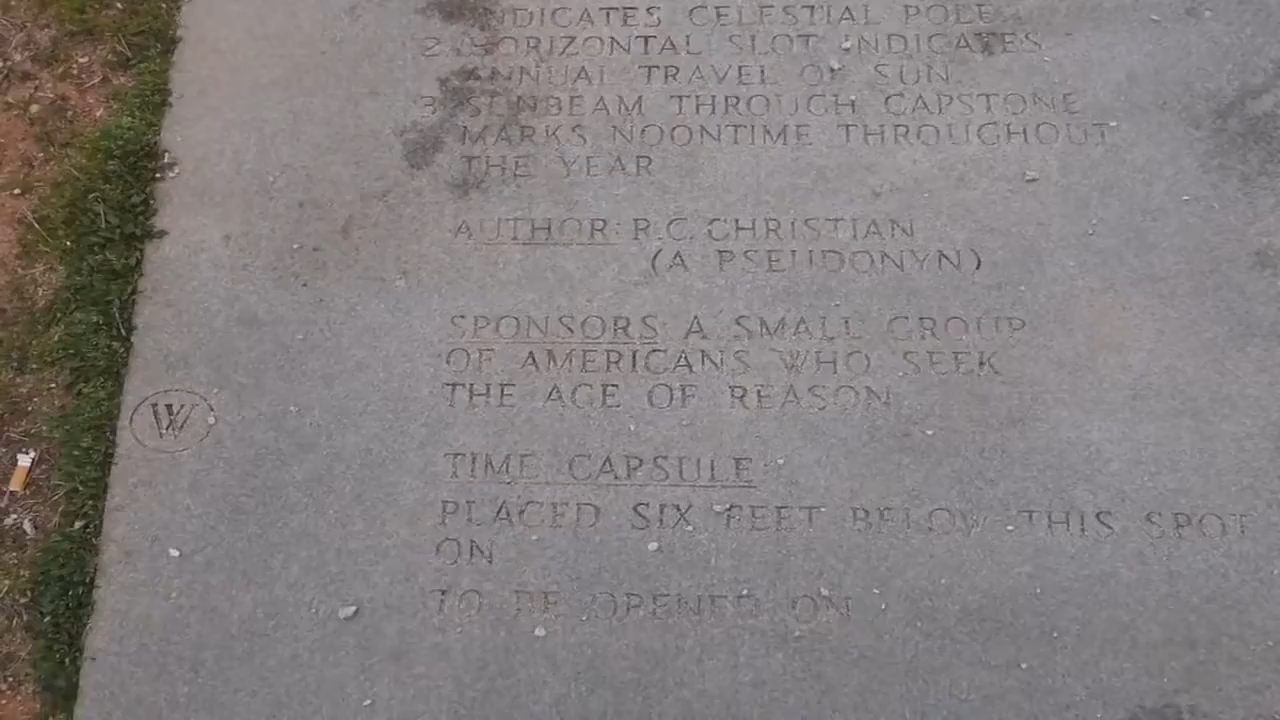 INDICATES CELESTIAL POLE
2. HORIZONTAL SLOT INDICATES
ANNUAL TRAVEL OF SUN
3. SUNBEAM THROUGH CAPSTONE
MARKS NOONTIME THROUGHOUT
THE YEAR
AUTHOR: R.C. CHRISTIAN
(A PSEUDONYN)
SPONSORS: A SMALL GROUP
OF AMERICANS WHO SEEK
THE AGE OF REASON
W
TIME CAPSULE:
PLACED SIX FEET BELOW THIS SPOT
ON
TO BE OPENED ON